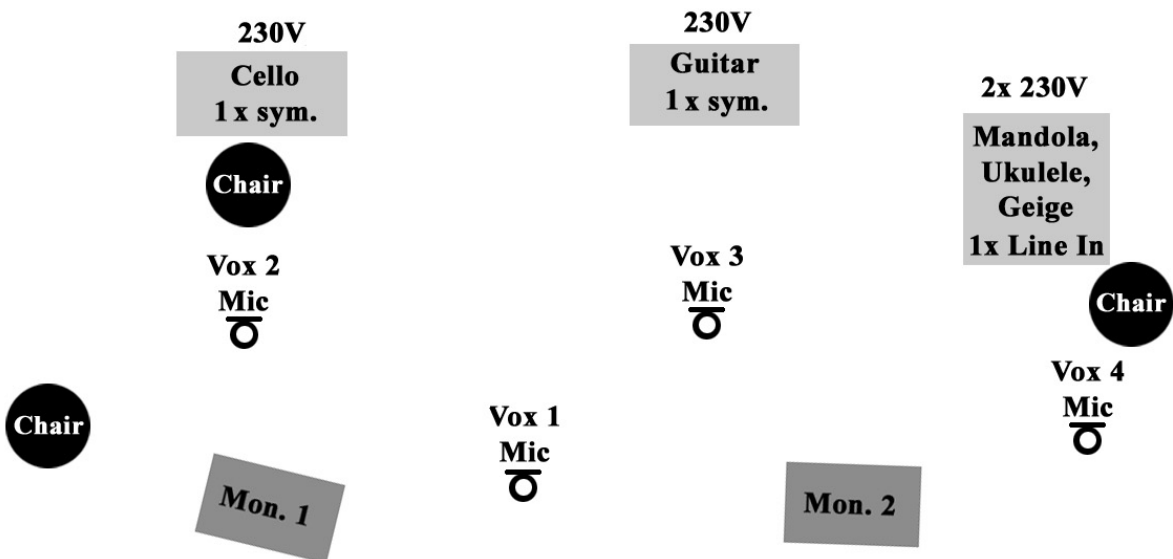 230V
Cello
1 x sym.
Chair
Vox 2
Mic
230V
Guitar
1 x sym.
Vox 3
Mic
2x 230V
Mandola,
Ukulele,
Geige
1x Line In
Chair
Vox 4
Mic
Chair
Mon. 1
Vox 1
Mic
Mon. 2